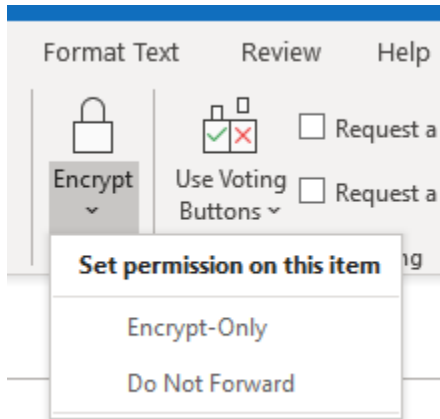 Format Text Review Help
Encrypt
Use Voting
Buttons
Request a
Request a
Set permission on this item
Encrypt-Only
Do Not Forward